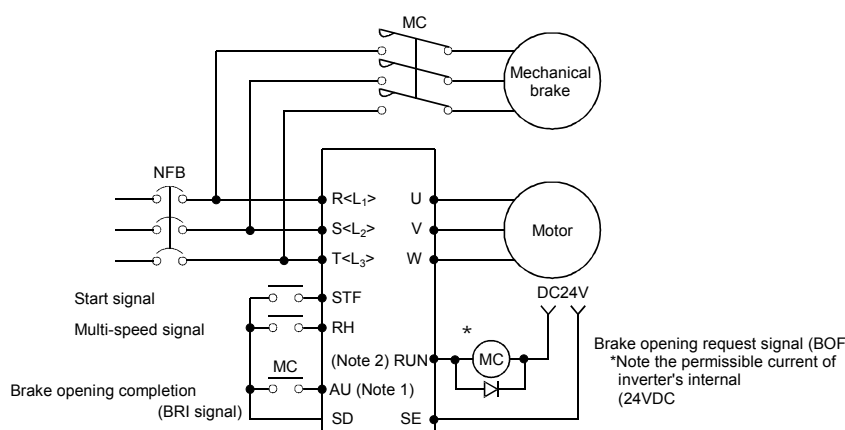 MC
Mechanical
brake
NFB
R<L₁>
U
S<L₂>
V
Motor
T<L₃>
W
DC24V
Start signal
STF
Multi-speed signal
RH
*
Brake opening request signal (BOF
*Note the permissible current of
inverter's internal
(24VDC
(Note 2) RUN
MC
MC
Brake opening completion
(BRI signal)
AU (Note 1)
SD
SE